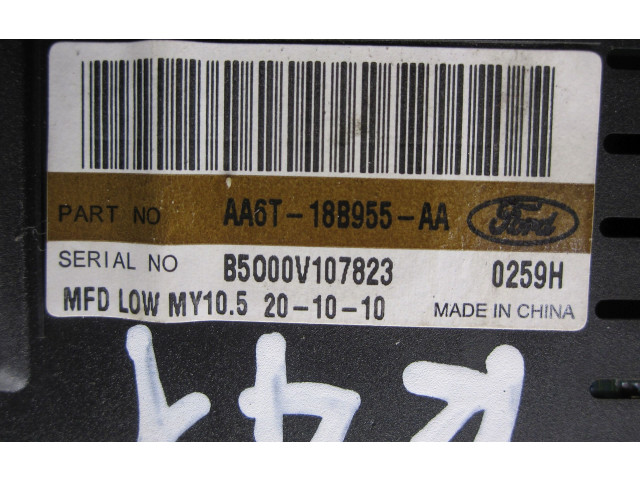 PART NO AA6T-18B955-AA Ford
SERIAL NO B5000V107823 0259H
MFD LOW MY10.5 20-10-10 MADE IN CHINA